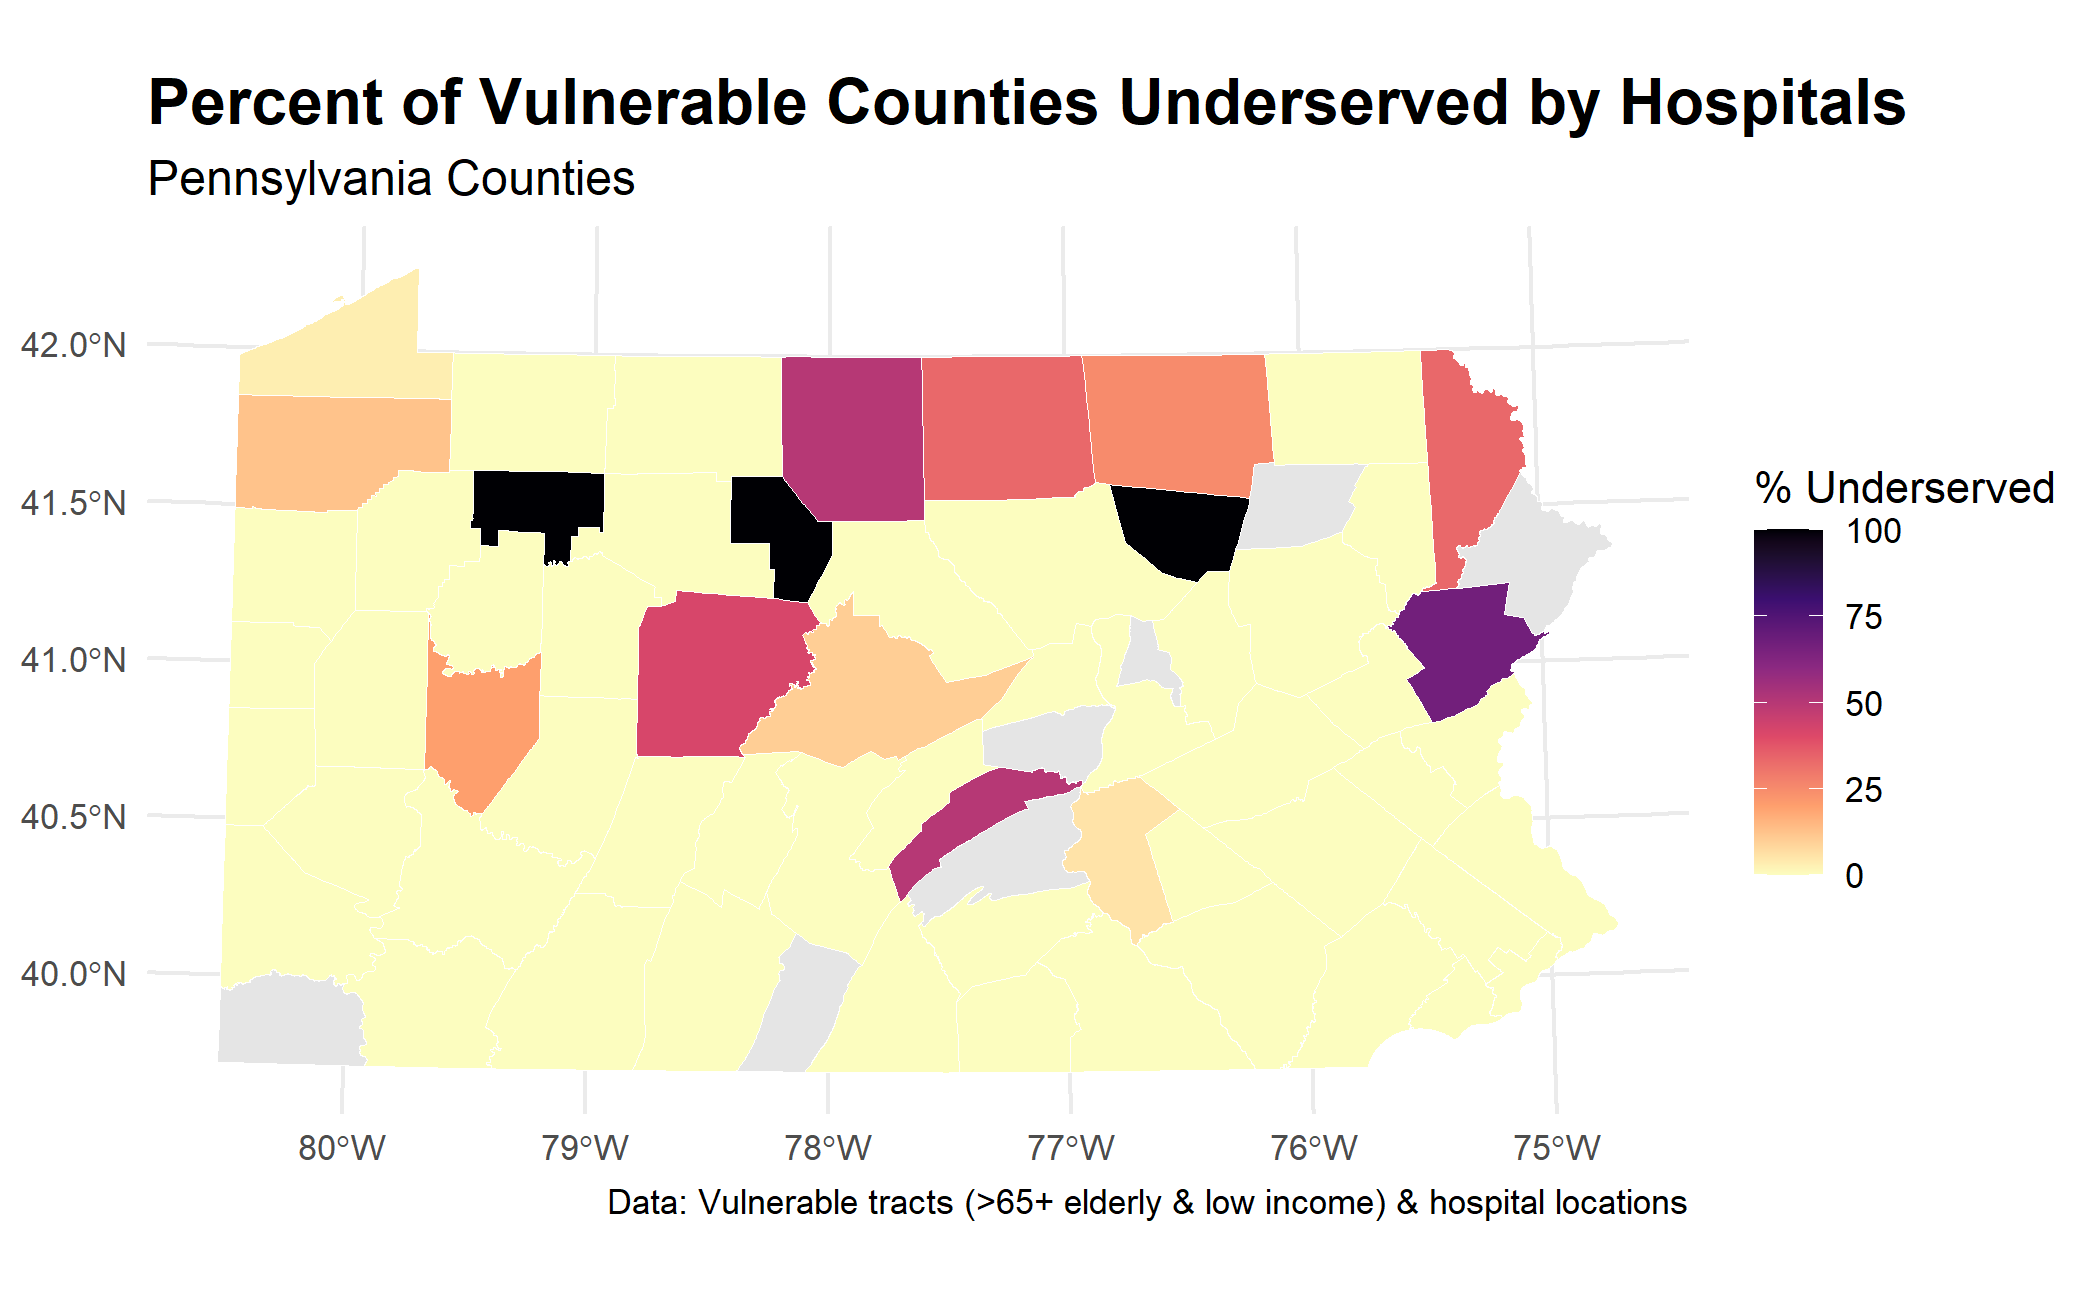 Percent of Vulnerable Counties Underserved by Hospitals
Pennsylvania Counties
42.0°N
41.5°N
41.0°N
40.5°N
40.0°N
80°W 79°W 78°W 77°W 76°W 75°W
% Underserved
100
75
50
25
0
Data: Vulnerable tracts (>65+ elderly & low income) & hospital locations